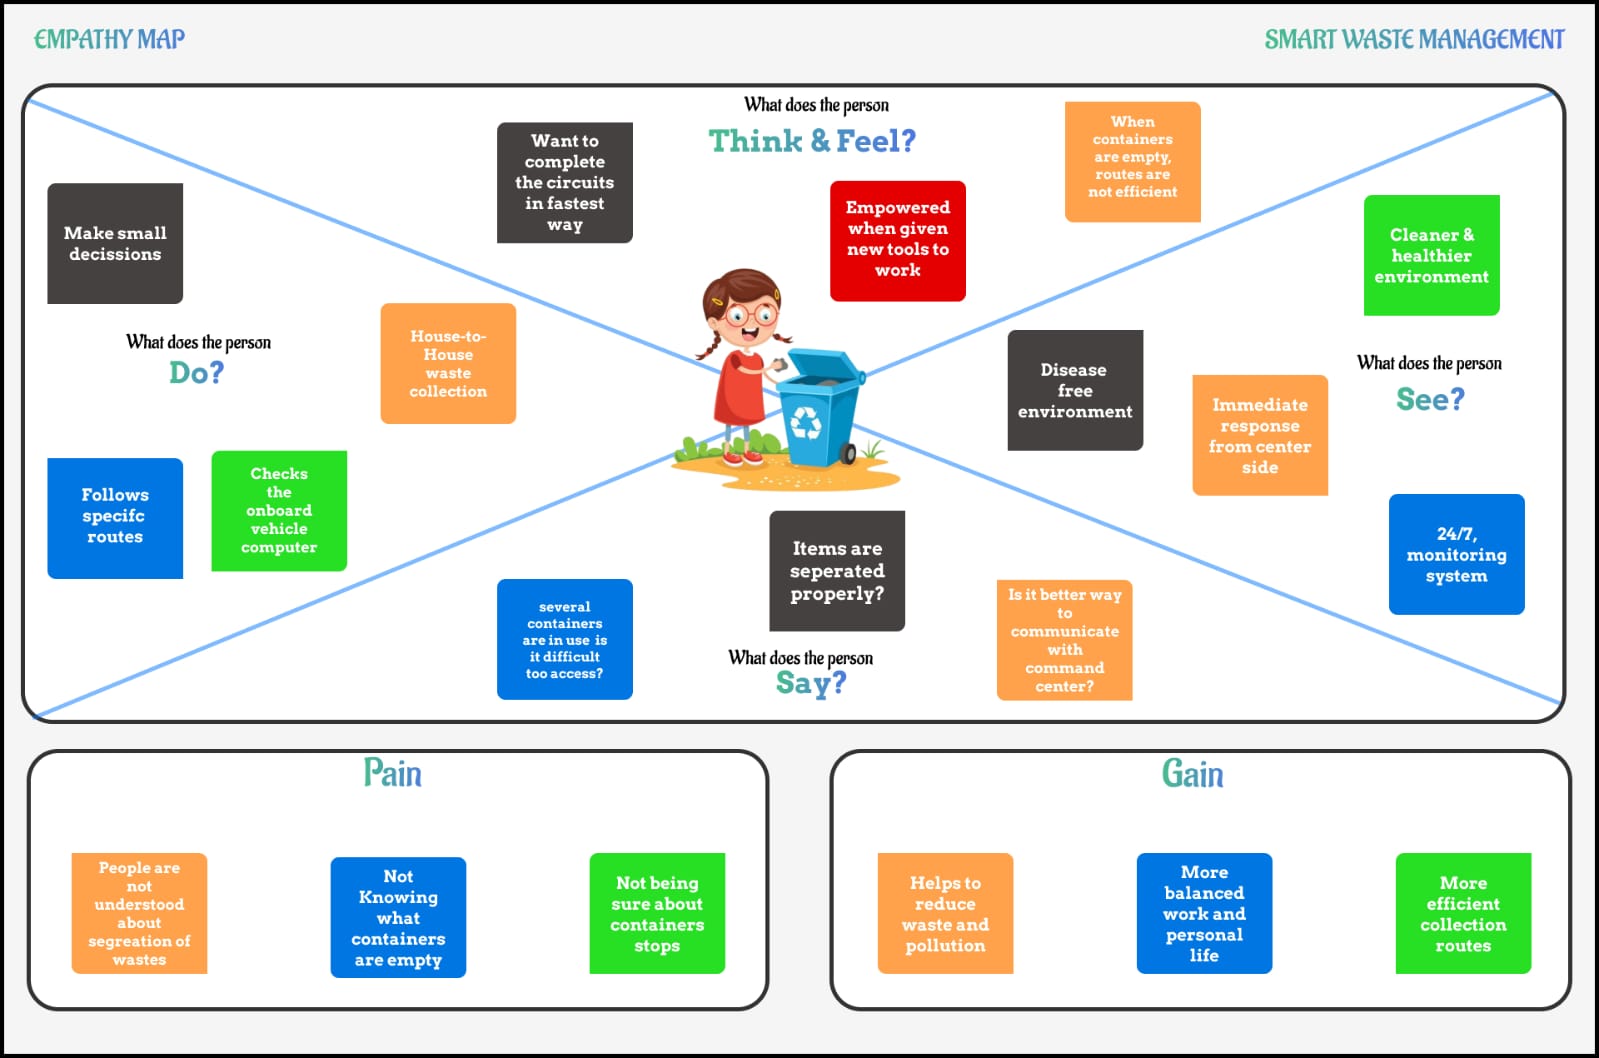 EMPATHY MAP
SMART WASTE MANAGEMENT
What does the person
Think & Feel?
Want to
complete
the circuits
in fastest
way
Empowered
when given
new tools to
work
When
containers
are empty,
routes are
not efficient
Make small
decissions
What does the person
Do?
House-to-
House
waste
collection
Follows
specifc
routes
Checks
the
onboard
vehicle
computer
Cleaner &
healthier
environment
What does the person
See?
Disease
free
environment
Immediate
response
from center
side
24/7,
monitoring
system
several
containers
are in use is
it difficult
too access?
Items are
seperated
properly?
Is it better way
to
communicate
with
command
center?
What does the person
Say?
Pain
People are
not
understood
about
segreation of
wastes
Not
Knowing
what
containers
are empty
Not being
sure about
containers
stops
Gain
Helps to
reduce
waste and
pollution
More
balanced
work and
personal
life
More
efficient
collection
routes